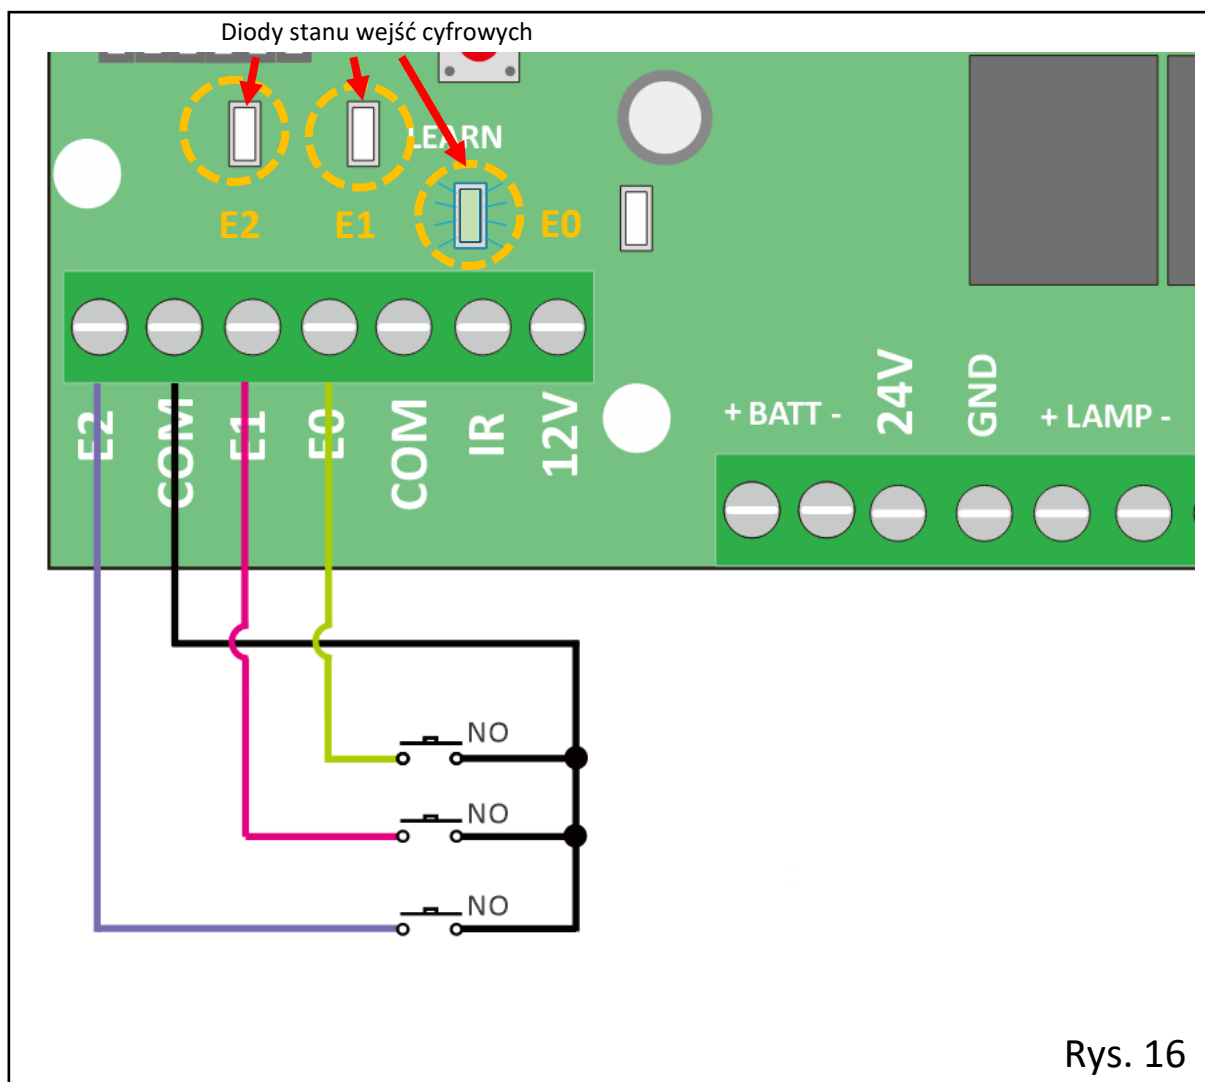 Diody stanu wejść cyfrowych
LEARN
E2
E1
E0
E2
COM
E1
E0
COM
IR
12V
+ BATT -
24V
GND
+ LAMP -
NO
NO
NO
Rys. 16